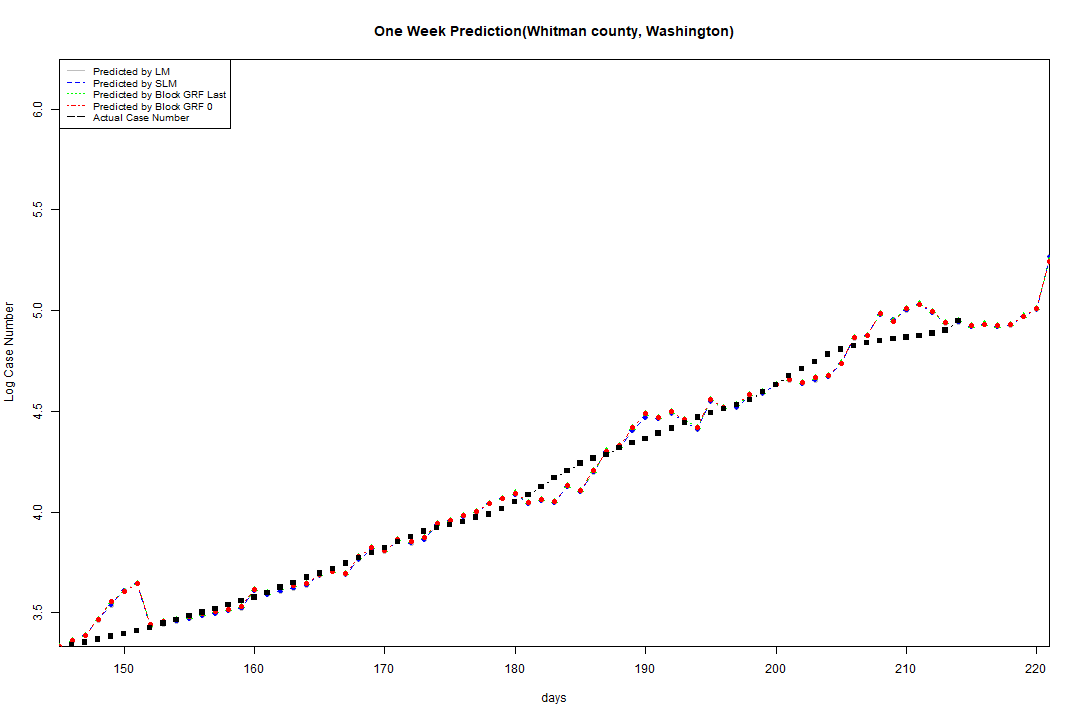 One Week Prediction(Whitman county, Washington)
Predicted by LM
Predicted by SLM
Predicted by Block GRF Last
Predicted by Block GRF 0
Actual Case Number
6.0
5.5
5.0
4.5
4.0
3.5
Log Case Number
150 160 170 180 190 200 210 220
days